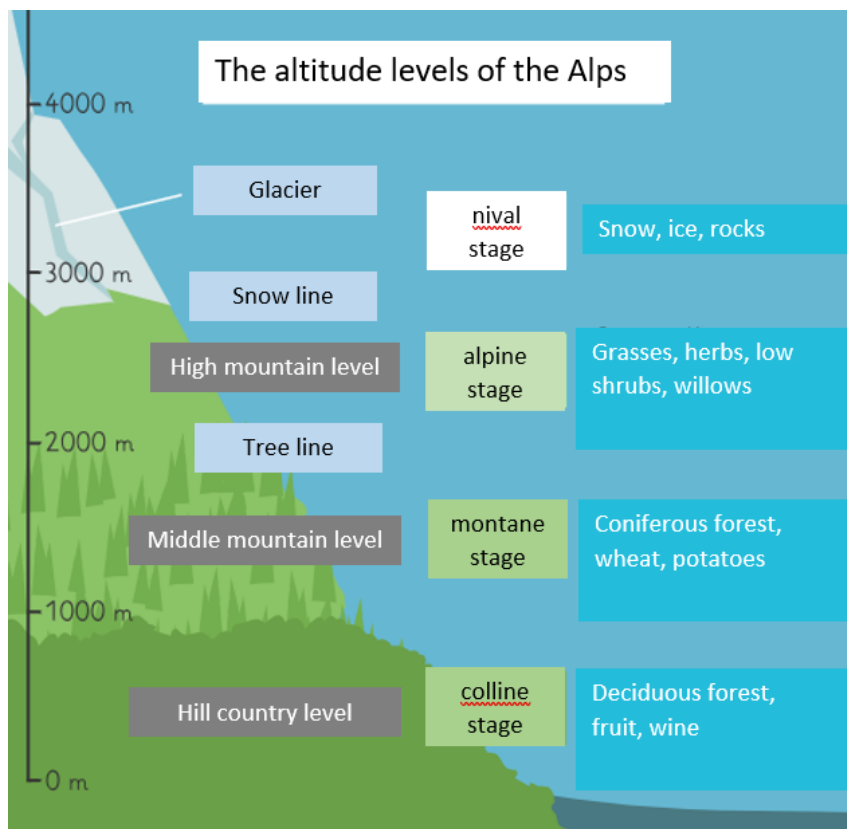 The altitude levels of the Alps
4000 m
Glacier
nival
stage
Snow, ice, rocks
3000 m
Snow line
High mountain level
alpine
stage
Grasses, herbs, low
shrubs, willows
2000 m
Tree line
Middle mountain level
montane
stage
Coniferous forest,
wheat, potatoes
1000 m
Hill country level
colline
stage
Deciduous forest,
fruit, wine
0 m